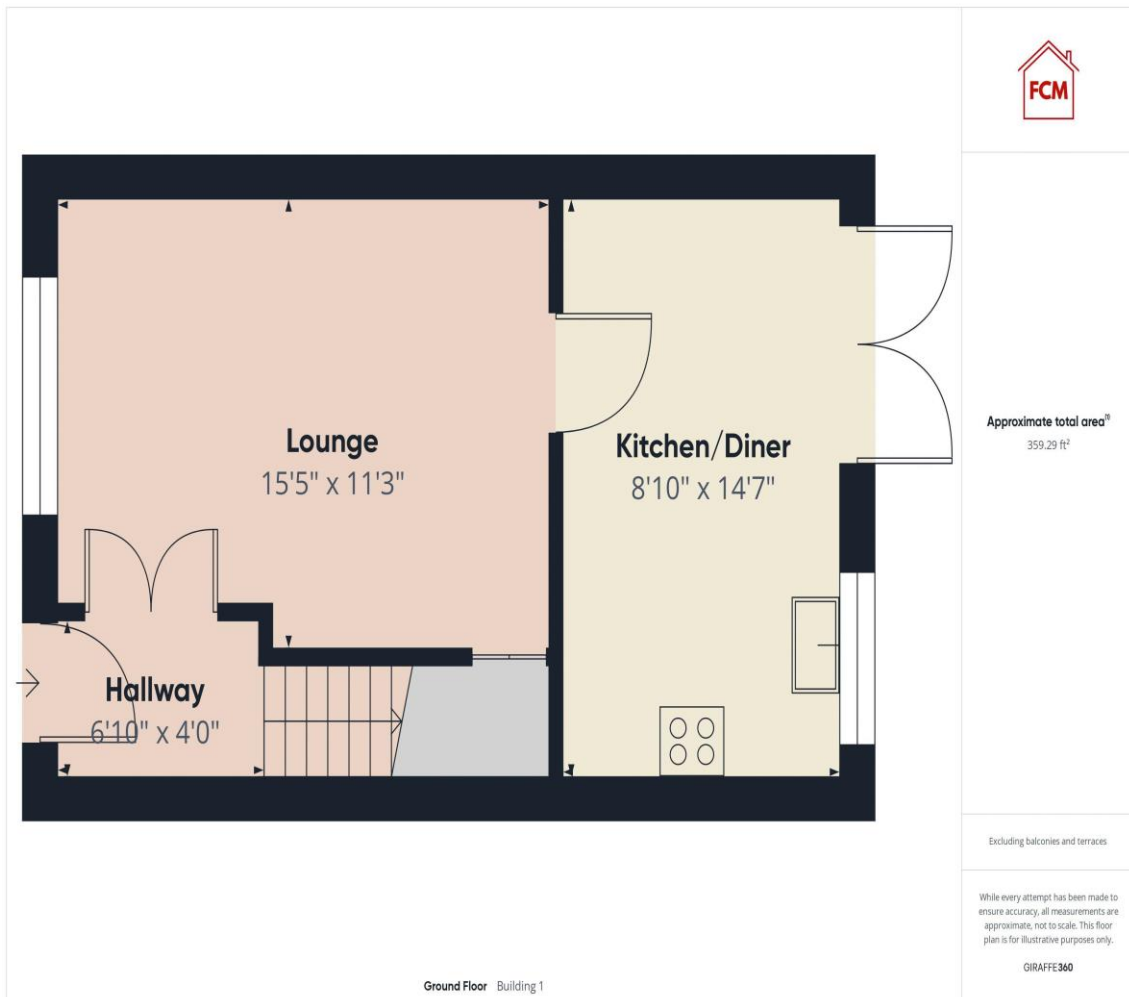 FCM
Lounge
15'5" x 11'3"
Kitchen/Diner
8'10" x 14'7"
Hallway
6'10" x 4'0"
Approximate total area⁽¹⁾
359.29 ft²
Excluding balconies and terraces
While every attempt has been made to
ensure accuracy, all measurements are
approximate, not to scale. This floor
plan is for illustrative purposes only.
GIRAFFE360
Ground Floor Building 1